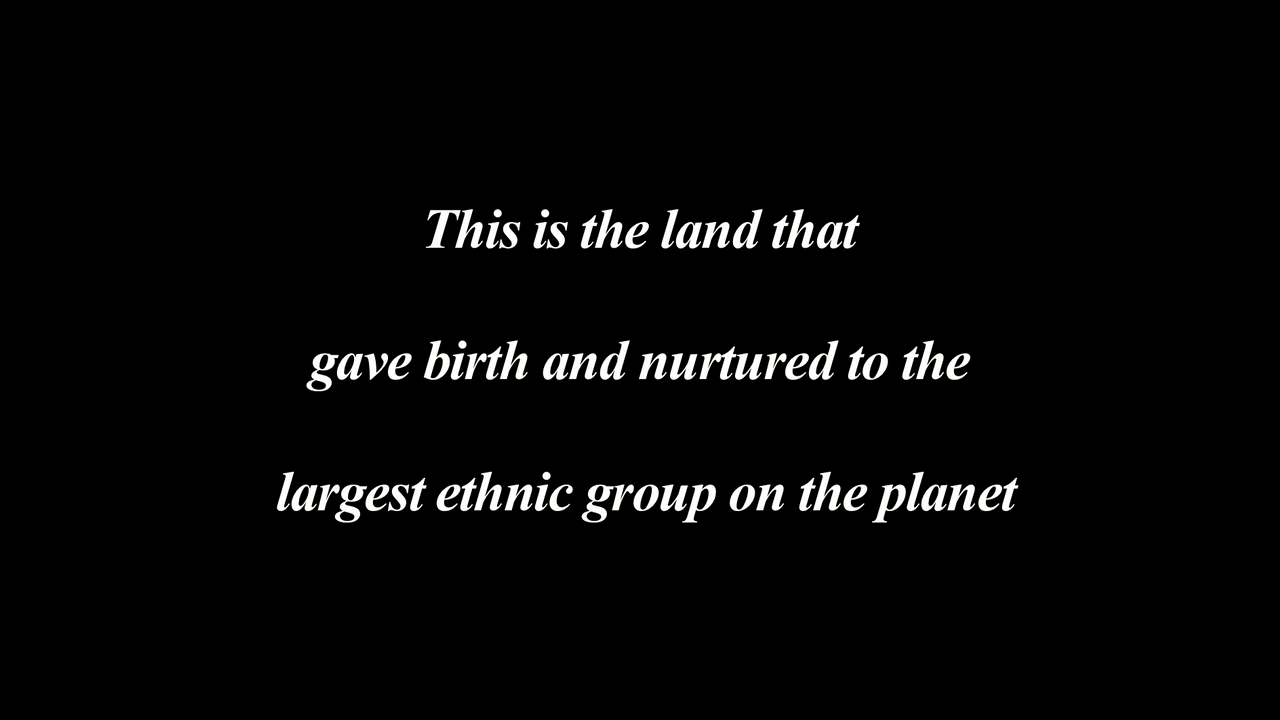 This is the land that
gave birth and nurtured to the
largest ethnic group on the planet